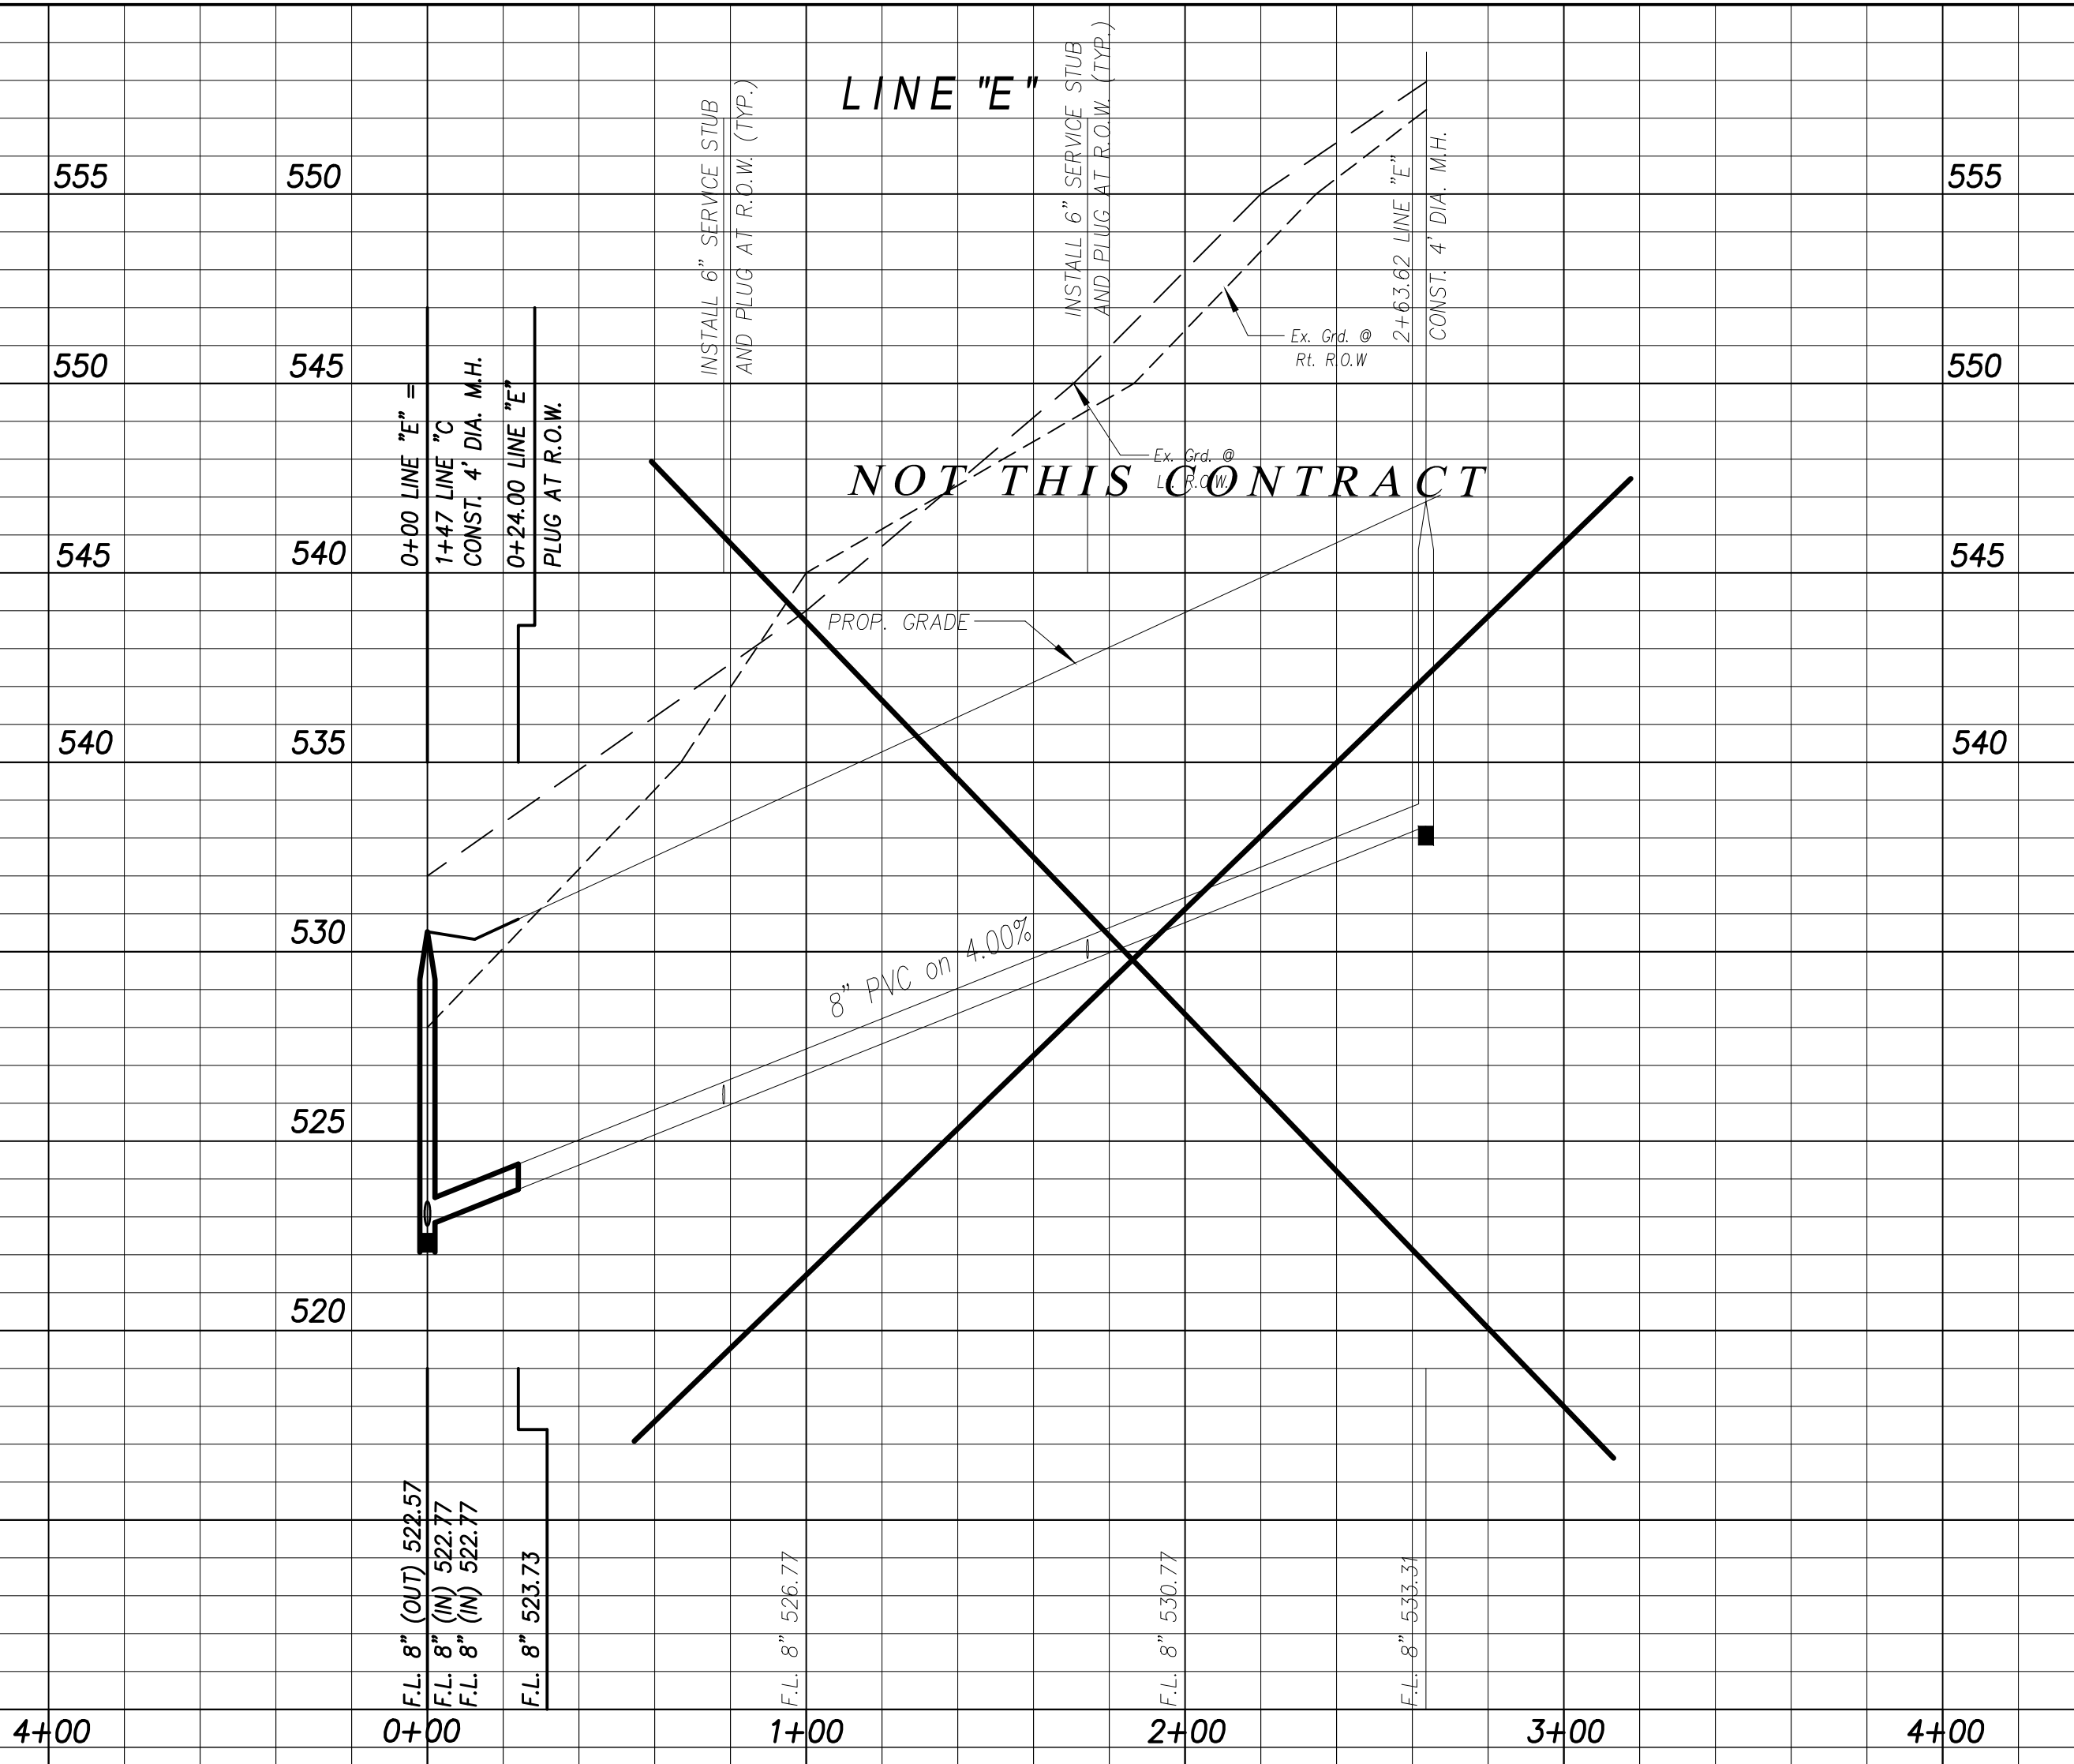 LINE "E"
INSTALL 6" SERVICE STUB
AND PLUG AT R.O.W. (TYP.)
INSTALL 6" SERVICE STUB
AND PLUG AT R.O.W. (TYP.)
2+63.62 LINE "E"
CONST. 4' DIA. M.H.
555
550
555
Ex. Grd. @
Rt. R.O.W
550
545
550
0+00 LINE "E" =
1+47 LINE "C
CONST. 4' DIA. M.H.
0+24.00 LINE "E"
PLUG AT R.O.W.
Ex. Grd. @
Lt. R.O.W.
NOT THIS CONTRACT
545
540
545
PROP. GRADE
540
535
540
530
8" PVC on 4.00%
525
520
F.L. 8" (OUT) 522.57
F.L. 8" (IN) 522.77
F.L. 8" (IN) 522.77
F.L. 8" 523.73
F.L. 8" 526.77
F.L. 8" 530.77
F.L. 8" 533.31
4+00
0+00
1+00
2+00
3+00
4+00